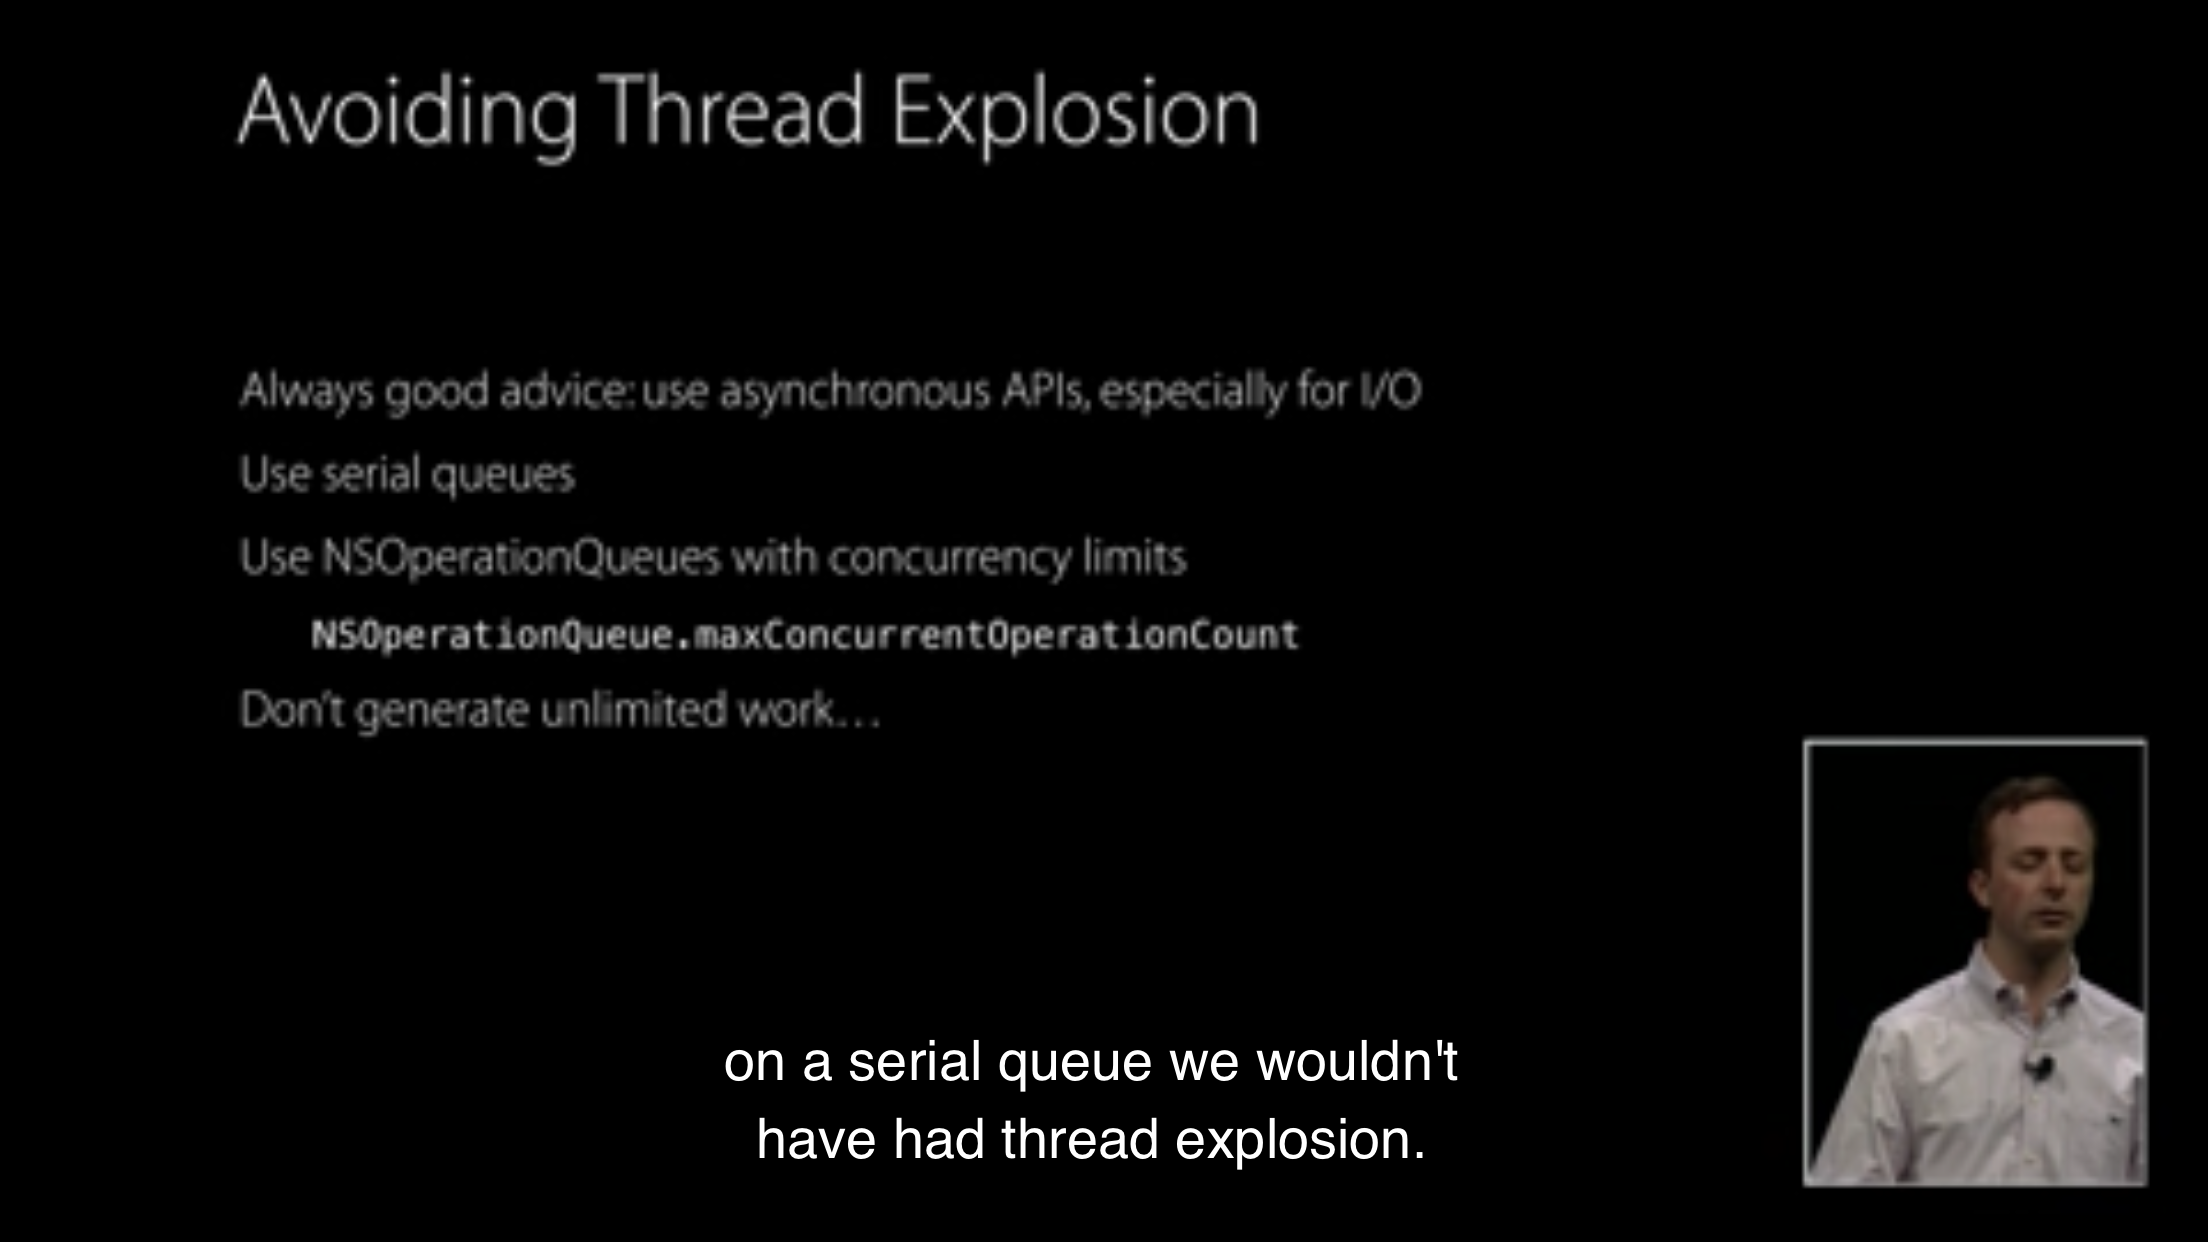 Avoiding Thread Explosion
Always good advice: use asynchronous APIs, especially for I/O
Use serial queues
Use NSOperationQueues with concurrency limits
NSOperationQueue.maxConcurrentOperationCount
Don’t generate unlimited work…
on a serial queue we wouldn't
have had thread explosion.